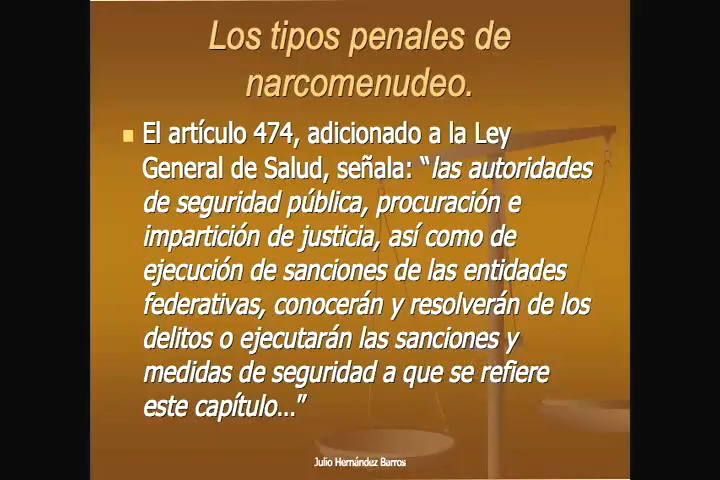 Los tipos penales de
narcomenudeo.
El artículo 474, adicionado a la Ley
General de Salud, señala: “las autoridades
de seguridad pública, procuración e
impartición de justicia, así como de
ejecución de sanciones de las entidades
federativas, conocerán y resolverán de los
delitos o ejecutarán las sanciones y
medidas de seguridad a que se refiere
este capítulo…”
Julio Hernández Barros